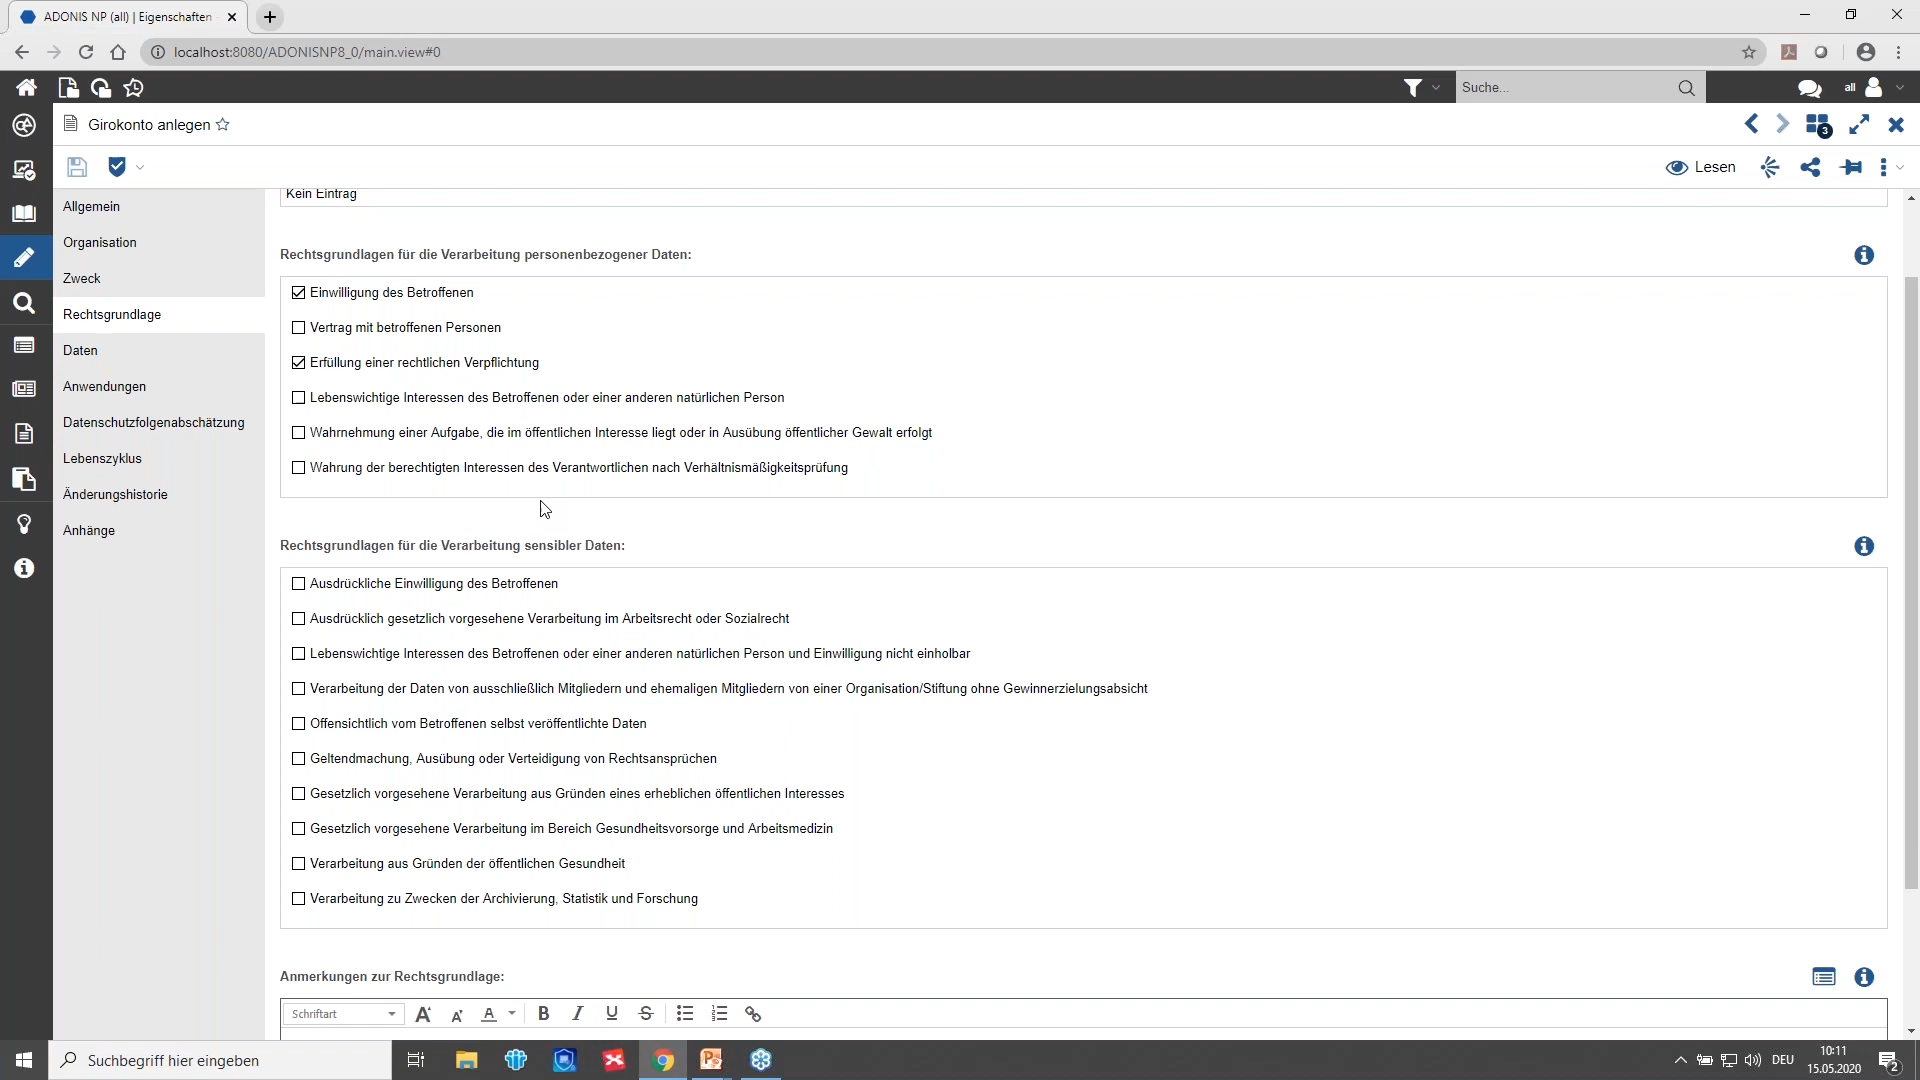 ADONIS NP (all) | Eigenschaften
localhost:8080/ADONISNP8_0/main.view#0
Suche...
all
Girokonto anlegen
3
Lesen
Allgemein
Organisation
Zweck
Rechtsgrundlage
Daten
Anwendungen
Datenschutzfolgenabschätzung
Lebenszyklus
Änderungshistorie
Anhänge
Kein Eintrag
Rechtsgrundlagen für die Verarbeitung personenbezogener Daten:
Einwilligung des Betroffenen
Vertrag mit betroffenen Personen
Erfüllung einer rechtlichen Verpflichtung
Lebenswichtige Interessen des Betroffenen oder einer anderen natürlichen Person
Wahrnehmung einer Aufgabe, die im öffentlichen Interesse liegt oder in Ausübung öffentlicher Gewalt erfolgt
Wahrung der berechtigten Interessen des Verantwortlichen nach Verhältnismäßigkeitsprüfung
Rechtsgrundlagen für die Verarbeitung sensibler Daten:
Ausdrückliche Einwilligung des Betroffenen
Ausdrücklich gesetzlich vorgesehene Verarbeitung im Arbeitsrecht oder Sozialrecht
Lebenswichtige Interessen des Betroffenen oder einer anderen natürlichen Person und Einwilligung nicht einholbar
Verarbeitung der Daten von ausschließlich Mitgliedern und ehemaligen Mitgliedern von einer Organisation/Stiftung ohne Gewinnerzielungsabsicht
Offensichtlich vom Betroffenen selbst veröffentlichte Daten
Geltendmachung, Ausübung oder Verteidigung von Rechtsansprüchen
Gesetzlich vorgesehene Verarbeitung aus Gründen eines erheblichen öffentlichen Interesses
Gesetzlich vorgesehene Verarbeitung im Bereich Gesundheitsvorsorge und Arbeitsmedizin
Verarbeitung aus Gründen der öffentlichen Gesundheit
Verarbeitung zu Zwecken der Archivierung, Statistik und Forschung
Anmerkungen zur Rechtsgrundlage:
Schriftart
Suchbegriff hier eingeben
DEU
10:11
15.05.2020
2